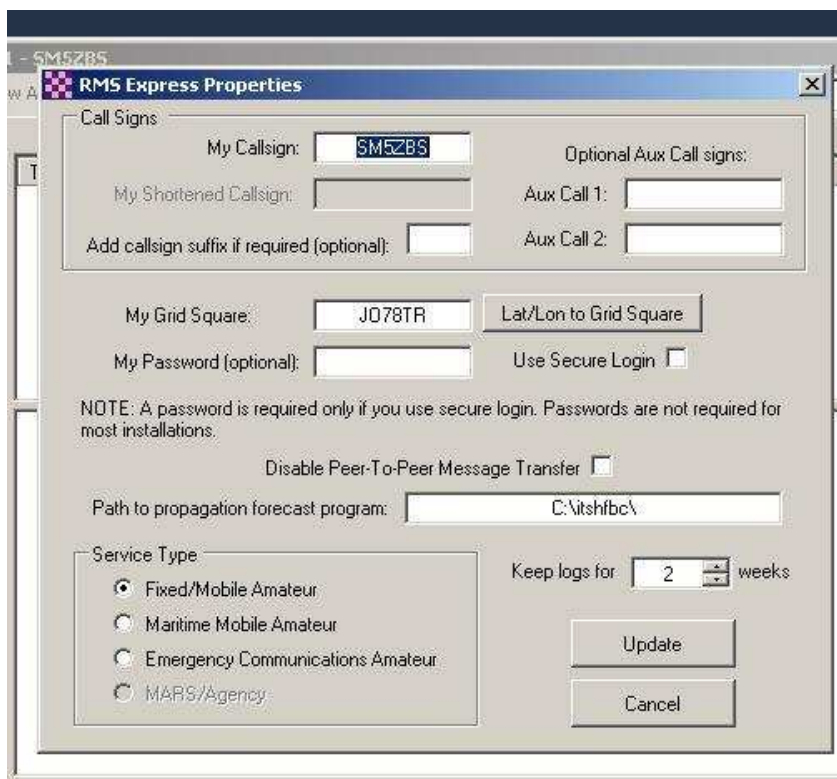 1 - SM5ZBS
w A
RMS Express Properties
Call Signs
My Callsign: SM5ZBS
Optional Aux Call signs:
My Shortened Callsign:
Aux Call 1:
Add callsign suffix if required (optional):
Aux Call 2:
My Grid Square: JO78TR Lat/Lon to Grid Square
My Password (optional): Use Secure Login
NOTE: A password is required only if you use secure login. Passwords are not required for
most installations.
Disable Peer-To-Peer Message Transfer
Path to propagation forecast program: C:\itshfbc\
Service Type
Keep logs for 2 weeks
Fixed/Mobile Amateur
Maritime Mobile Amateur
Emergency Communications Amateur
MARS/Agency
Update
Cancel